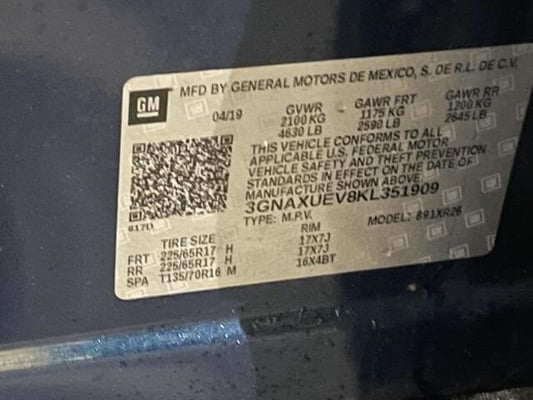 GM
MFD BY GENERAL MOTORS DE MEXICO, S. DE R.L. DE C.V.
04/19 GVWR GAWR FRT GAWR RR
2100 KG 1175 KG 1200 KG
4630 LB 2590 LB 2645 LB
THIS VEHICLE CONFORMS TO ALL
APPLICABLE U.S. FEDERAL MOTOR
VEHICLE SAFETY AND THEFT PREVENTION
STANDARDS IN EFFECT ON THE DATE OF
MANUFACTURE SHOWN ABOVE
3GNAXUEV8KL351909
617D TYPE: M.P.V. MODEL: 891XR26
TIRE SIZE RIM
FRT 225/65R17 H 17X7J
RR 225/65R17 H 17X7J
SPA T135/70R16 M 16X4BT